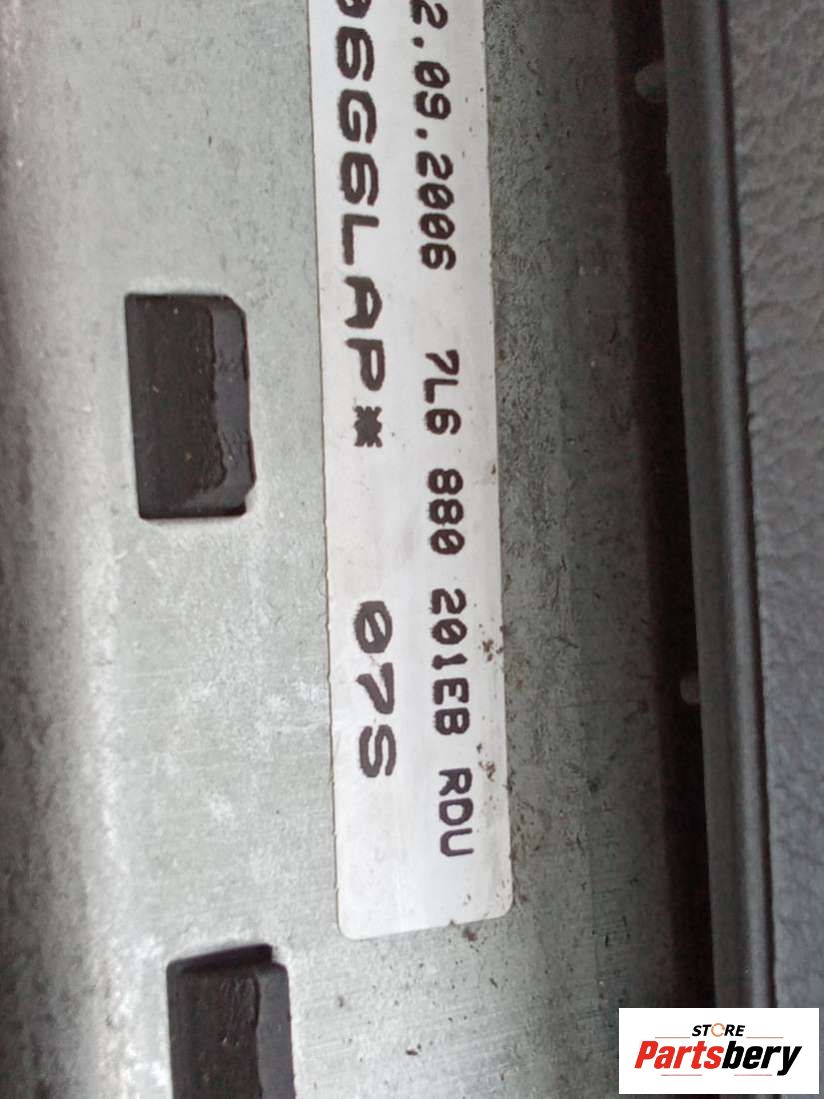 2.09.2006 7L6 880 201EB RDU
06G6LAP* 07S
STORE
Partsbery